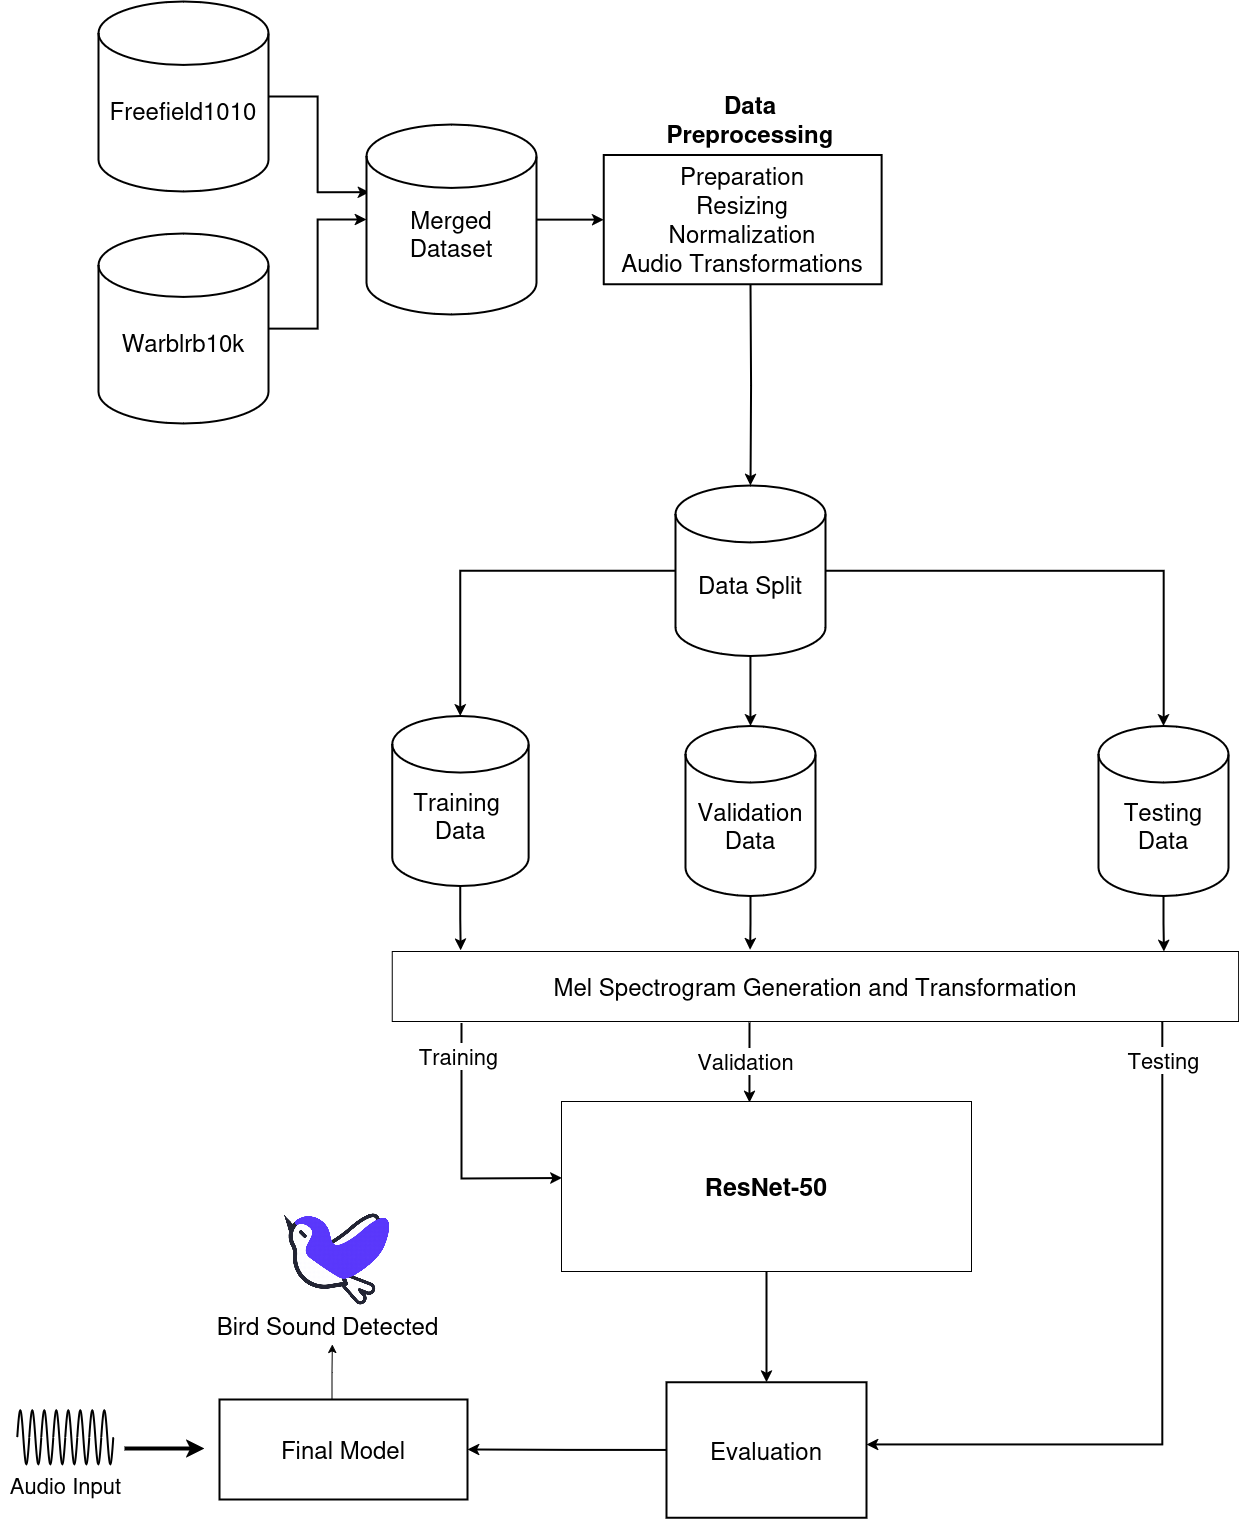 Freefield1010
Warblrb10k
Merged
Dataset
Data
Preprocessing
Preparation
Resizing
Normalization
Audio Transformations
Data Split
Training
Data
Validation
Data
Testing
Data
Mel Spectrogram Generation and Transformation
Training
Validation
Testing
ResNet-50
Bird Sound Detected
Audio Input
Final Model
Evaluation